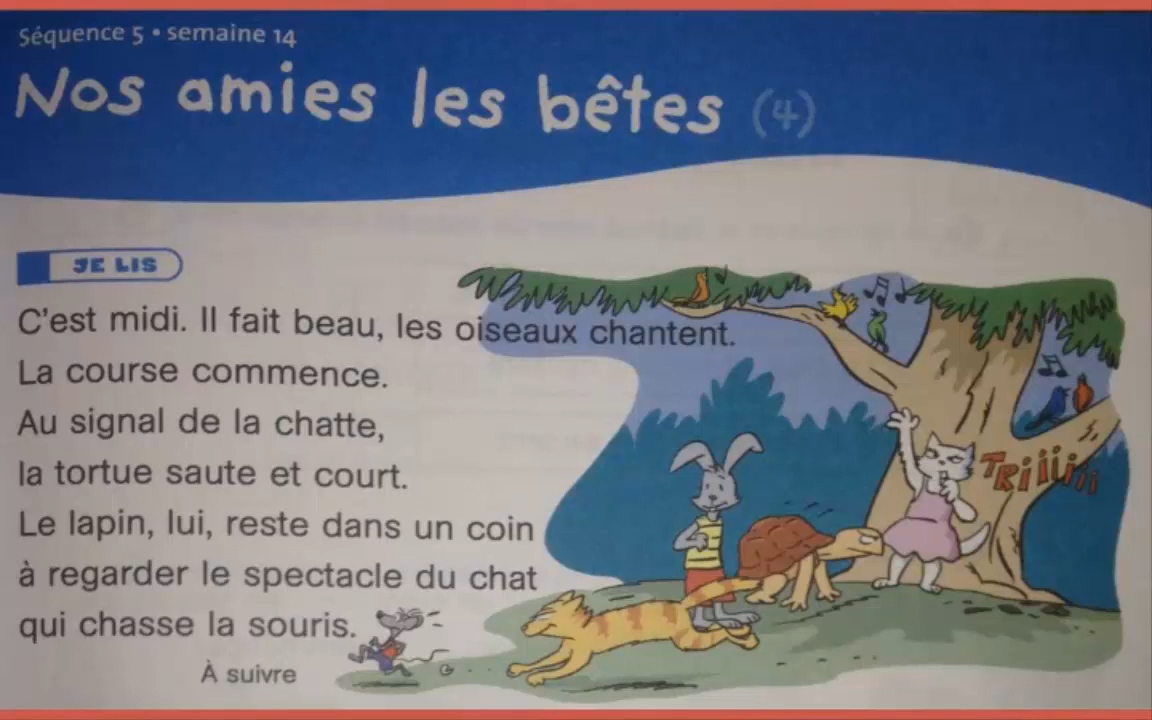 Séquence 5 • semaine 14
Nos amies les bêtes (4)
JE LIS
C'est midi. Il fait beau, les oiseaux chantent.
La course commence.
Au signal de la chatte,
la tortue saute et court.
Le lapin, lui, reste dans un coin
à regarder le spectacle du chat
qui chasse la souris.
À suivre
TRiiiiiii